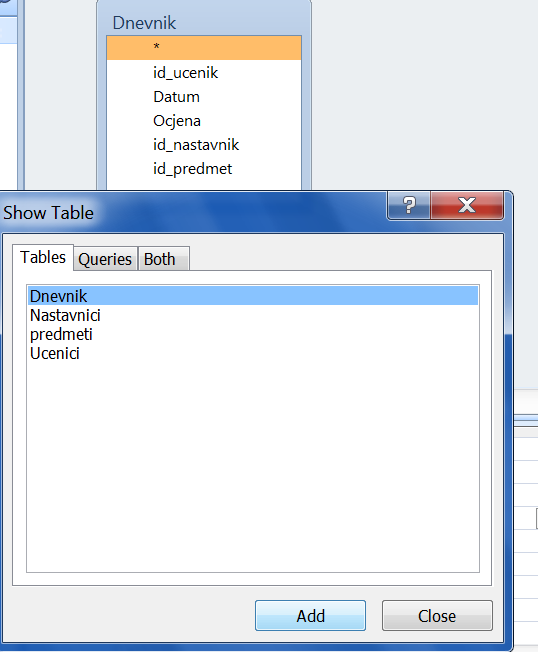 Dnevnik
*
id_ucenik
Datum
Ocjena
id_nastavnik
id_predmet
Show Table
?
Tables Queries Both
Dnevnik
Nastavnici
predmeti
Ucenici
Add Close